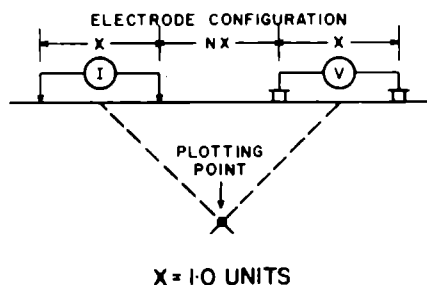 ELECTRODE CONFIGURATION
X NX X
I V
PLOTTING
POINT
X = 1·0 UNITS